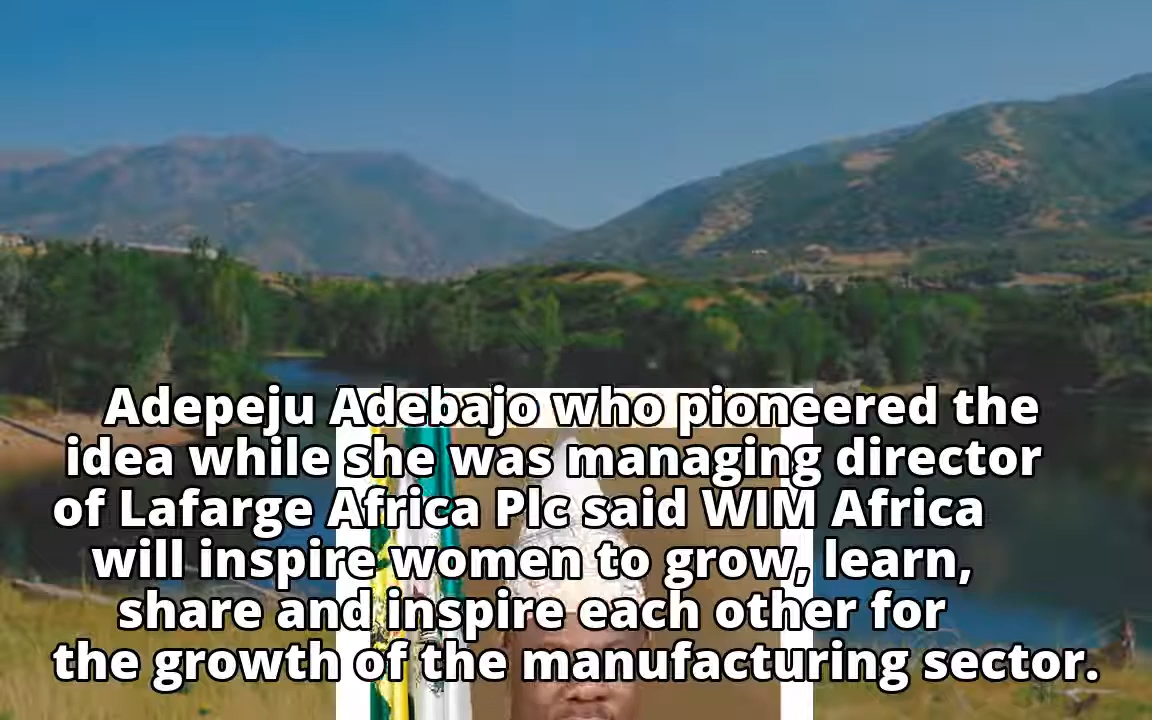 Adepeju Adebajo who pioneered the
idea while she was managing director
of Lafarge Africa Plc said WIM Africa
will inspire women to grow, learn,
share and inspire each other for
the growth of the manufacturing sector.